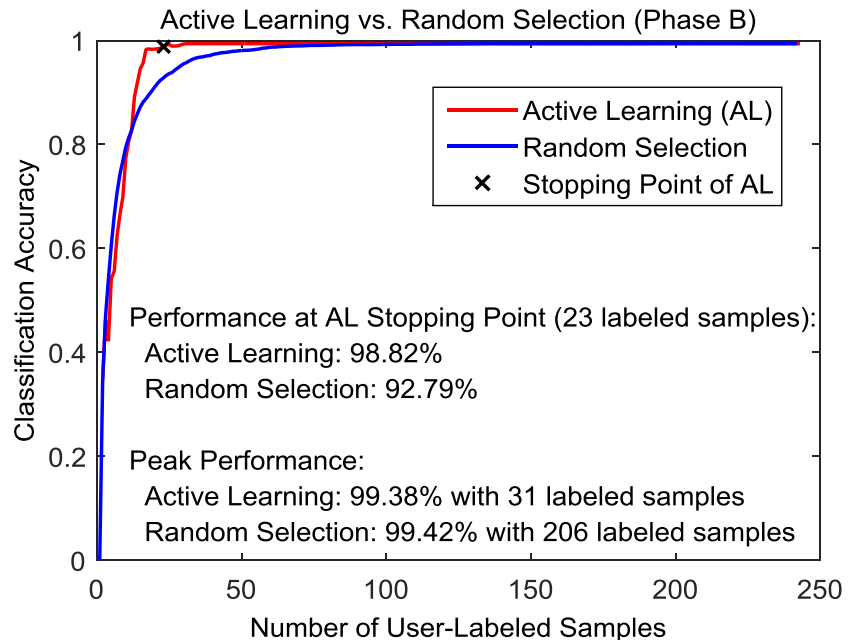 Active Learning vs. Random Selection (Phase B)
1
0.8
0.6
0.4
0.2
0
Classification Accuracy
Active Learning (AL)
Random Selection
Stopping Point of AL
Performance at AL Stopping Point (23 labeled samples):
Active Learning: 98.82%
Random Selection: 92.79%
Peak Performance:
Active Learning: 99.38% with 31 labeled samples
Random Selection: 99.42% with 206 labeled samples
0 50 100 150 200 250
Number of User-Labeled Samples